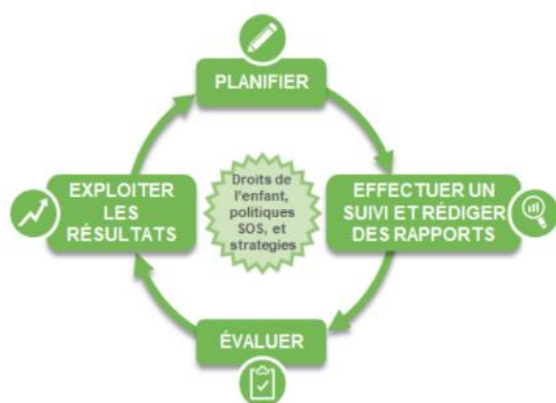 PLANIFIER
EFFECTUER UN
SUIVI ET RÉDIGER
DES RAPPORTS
ÉVALUER
EXPLOITER
LES
RÉSULTATS
Droits de
l'enfant,
politiques
SOS, et
strategies